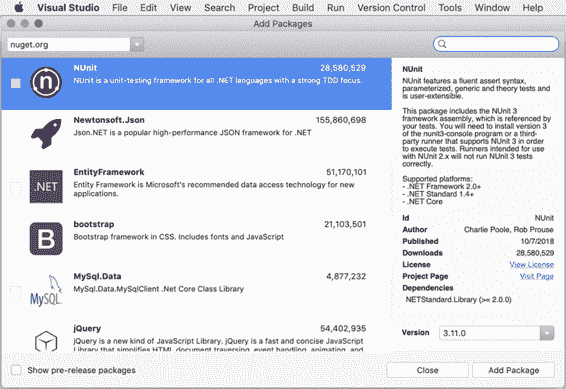 Visual Studio File Edit View Search Project Build Run Version Control Tools Window Help
Add Packages
nuget.org
NUnit 28,580,529
NUnit is a unit-testing framework for all .NET languages with a strong TDD focus.
Newtonsoft.Json 155,860,698
Json.NET is a popular high-performance JSON framework for .NET
.NET
EntityFramework 51,170,101
Entity Framework is Microsoft's recommended data access technology for new
applications.
B
bootstrap 21,103,501
Bootstrap framework in CSS. Includes fonts and JavaScript
MySQL
MySql.Data 4,877,232
MySql.Data.MySqlClient .Net Core Class Library
jQuery 54,402,935
jQuery is a new kind of JavaScript Library. jQuery is a fast and concise JavaScript
Library that simplifies HTML document traversing, event handling, animating, and
NUnit
NUnit features a fluent assert syntax,
parameterized, generic and theory tests and
is user-extensible.
This package includes the NUnit 3
framework assembly, which is referenced by
your tests. You will need to install version 3 of
the nunit3-console program or a third-
party runner that supports NUnit 3 in order
to execute tests. Runners intended for use
with NUnit 2.x will not run NUnit 3 tests
correctly.
Supported platforms:
- .NET Framework 2.0+
- .NET Standard 1.4+
- .NET Core
Id NUnit
Author Charlie Poole, Rob Prouse
Published 10/7/2018
Downloads 28,580,529
License View License
Project Page Visit Page
Dependencies
NETStandard.Library (>= 2.0.0)
Version 3.11.0
Show pre-release packages
Close
Add Package